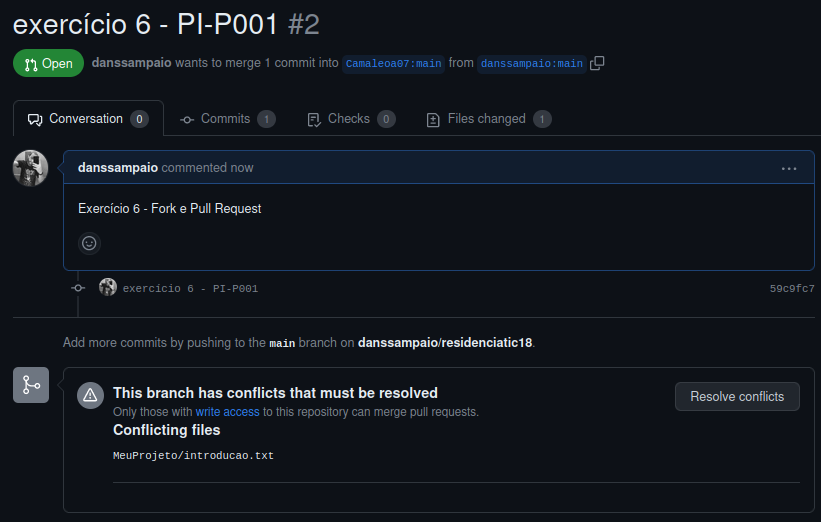 exercício 6 - PI-P001 #2
Open danssampaio wants to merge 1 commit into Camaleoa07:main from danssampaio:main
Conversation 0 Commits 1 Checks 0 Files changed 1
danssampaio commented now
Exercício 6 - Fork e Pull Request
exercício 6 - PI-P001 59c9fc7
Add more commits by pushing to the main branch on danssampaio/residenciatic18.
This branch has conflicts that must be resolved
Resolve conflicts
Only those with write access to this repository can merge pull requests.
Conflicting files
MeuProjeto/introducao.txt